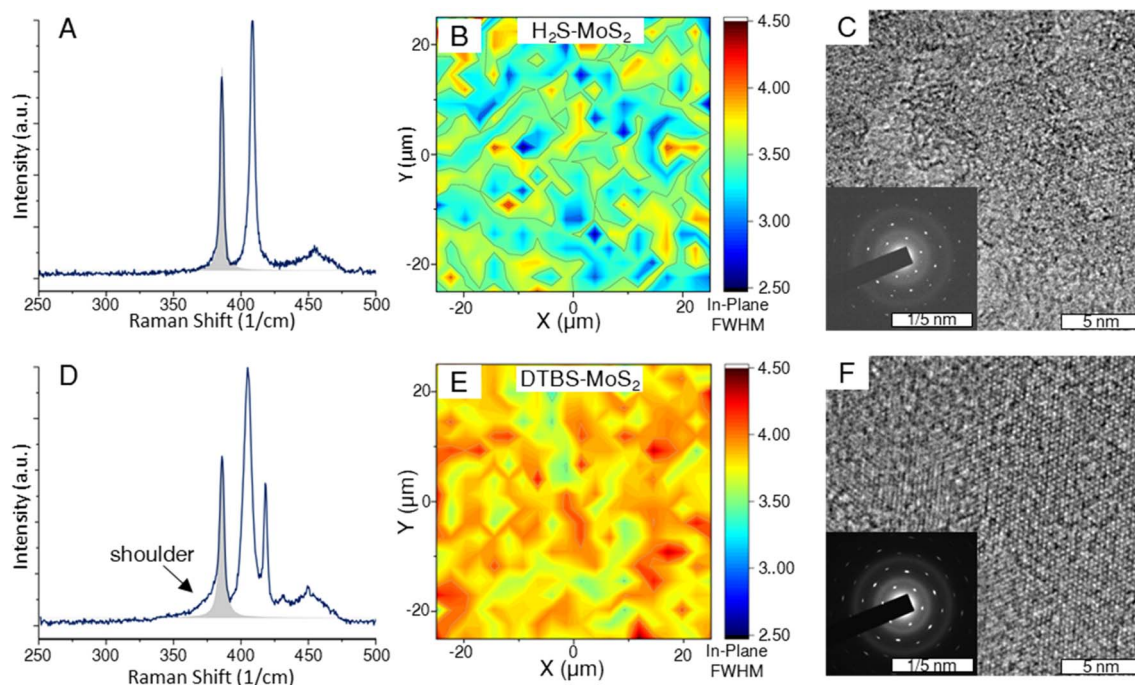 A
Intensity (a.u.)
250 300 350 400 450 500
Raman Shift (1/cm)
B
H₂S-MoS₂
Y (µm)
20
0
-20
-20 0 20
X (µm)
4.50
4.00
3.50
3.00
2.50
In-Plane
FWHM
C
1/5 nm
5 nm
D
Intensity (a.u.)
shoulder
250 300 350 400 450 500
Raman Shift (1/cm)
E
DTBS-MoS₂
Y (µm)
20
0
-20
-20 0 20
X (µm)
4.50
4.00
3.50
3.00
2.50
In-Plane
FWHM
F
1/5 nm
5 nm